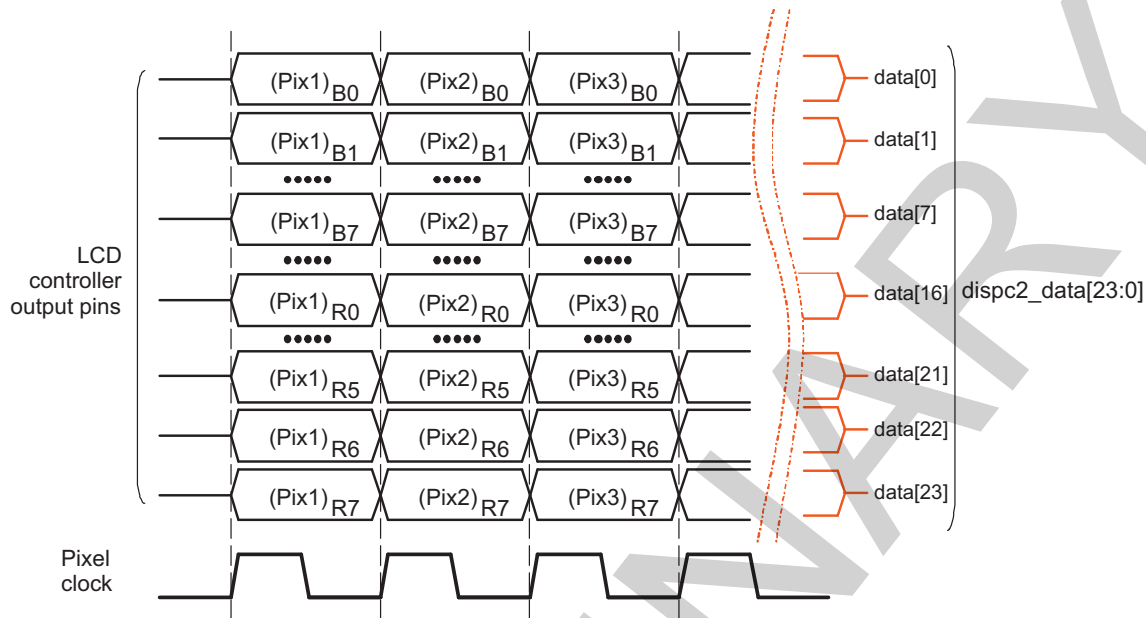 (Pix1)B0 (Pix2)B0 (Pix3)B0 data[0]
(Pix1)B1 (Pix2)B1 (Pix3)B1 data[1]
••••• ••••• •••••
(Pix1)B7 (Pix2)B7 (Pix3)B7 data[7]
••••• ••••• •••••
LCD
controller
output pins
(Pix1)R0 (Pix2)R0 (Pix3)R0 data[16] dispc2_data[23:0]
••••• ••••• •••••
(Pix1)R5 (Pix2)R5 (Pix3)R5 data[21]
(Pix1)R6 (Pix2)R6 (Pix3)R6 data[22]
(Pix1)R7 (Pix2)R7 (Pix3)R7 data[23]
Pixel
clock
NARY